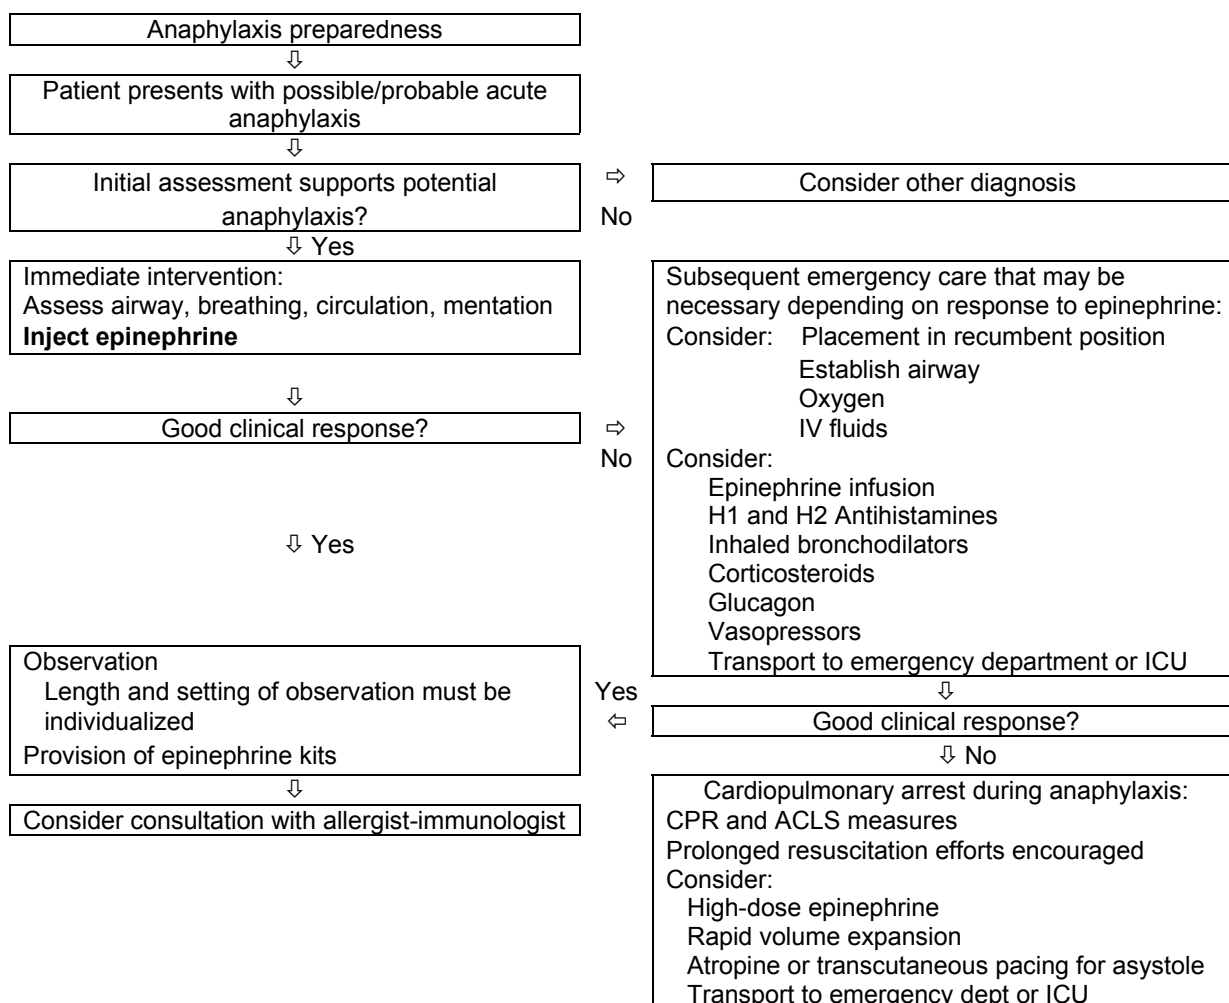 Anaphylaxis preparedness
⇩
Patient presents with possible/probable acute
anaphylaxis
⇩
Initial assessment supports potential
anaphylaxis?
⇨
No
Consider other diagnosis
⇩ Yes
Immediate intervention:
Assess airway, breathing, circulation, mentation
Inject epinephrine
⇩
Good clinical response?
⇨
No
Subsequent emergency care that may be
necessary depending on response to epinephrine:
Consider: Placement in recumbent position
Establish airway
Oxygen
IV fluids
Consider:
Epinephrine infusion
H1 and H2 Antihistamines
Inhaled bronchodilators
Corticosteroids
Glucagon
Vasopressors
Transport to emergency department or ICU
⇩ Yes
Observation
Length and setting of observation must be
individualized
Provision of epinephrine kits
Yes
⇦
⇩
Good clinical response?
⇩ No
⇩
Consider consultation with allergist-immunologist
Cardiopulmonary arrest during anaphylaxis:
CPR and ACLS measures
Prolonged resuscitation efforts encouraged
Consider:
High-dose epinephrine
Rapid volume expansion
Atropine or transcutaneous pacing for asystole
Transport to emergency dept or ICU